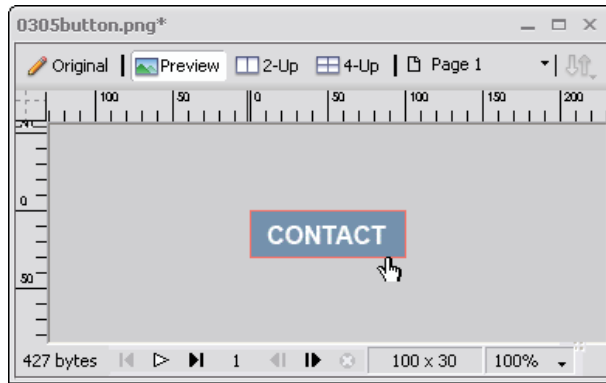 0305button.png*
Original Preview 2-Up 4-Up Page 1
100 50 0 50 100 150 200
0
50
CONTACT
427 bytes 1 100 x 30 100%